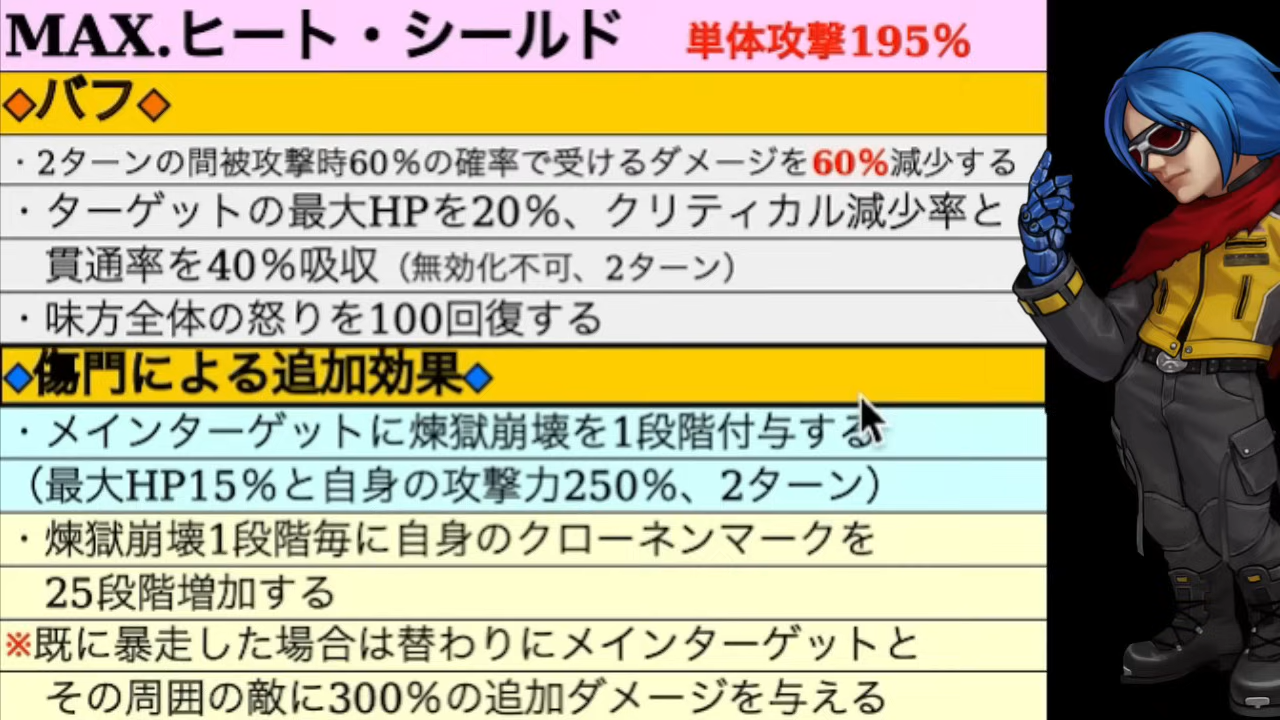 MAX.ヒート・シールド 単体攻撃195%
◆バフ◆
・2ターンの間被攻撃時60%の確率で受けるダメージを60%減少する
・ターゲットの最大HPを20%、クリティカル減少率と
貫通率を40%吸収（無効化不可、2ターン）
・味方全体の怒りを100回復する
◆傷門による追加効果◆
・メインターゲットに煉獄崩壊を1段階付与する
（最大HP15%と自身の攻撃力250%、2ターン）
・煉獄崩壊1段階毎に自身のクローネンマークを
25段階増加する
※既に暴走した場合は替わりにメインターゲットと
その周囲の敵に300%の追加ダメージを与える